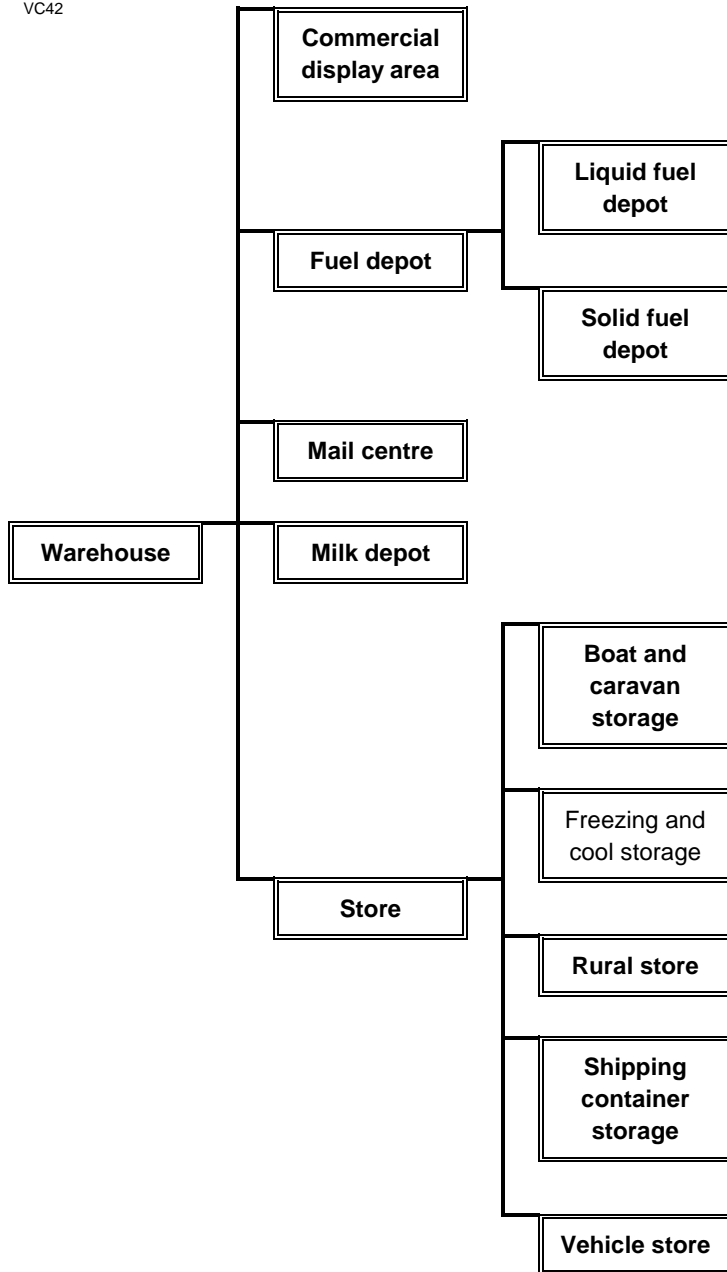 VC42
Commercial
display area
Liquid fuel
depot
Fuel depot
Solid fuel
depot
Mail centre
Warehouse
Milk depot
Boat and
caravan
storage
Freezing and
cool storage
Store
Rural store
Shipping
container
storage
Vehicle store